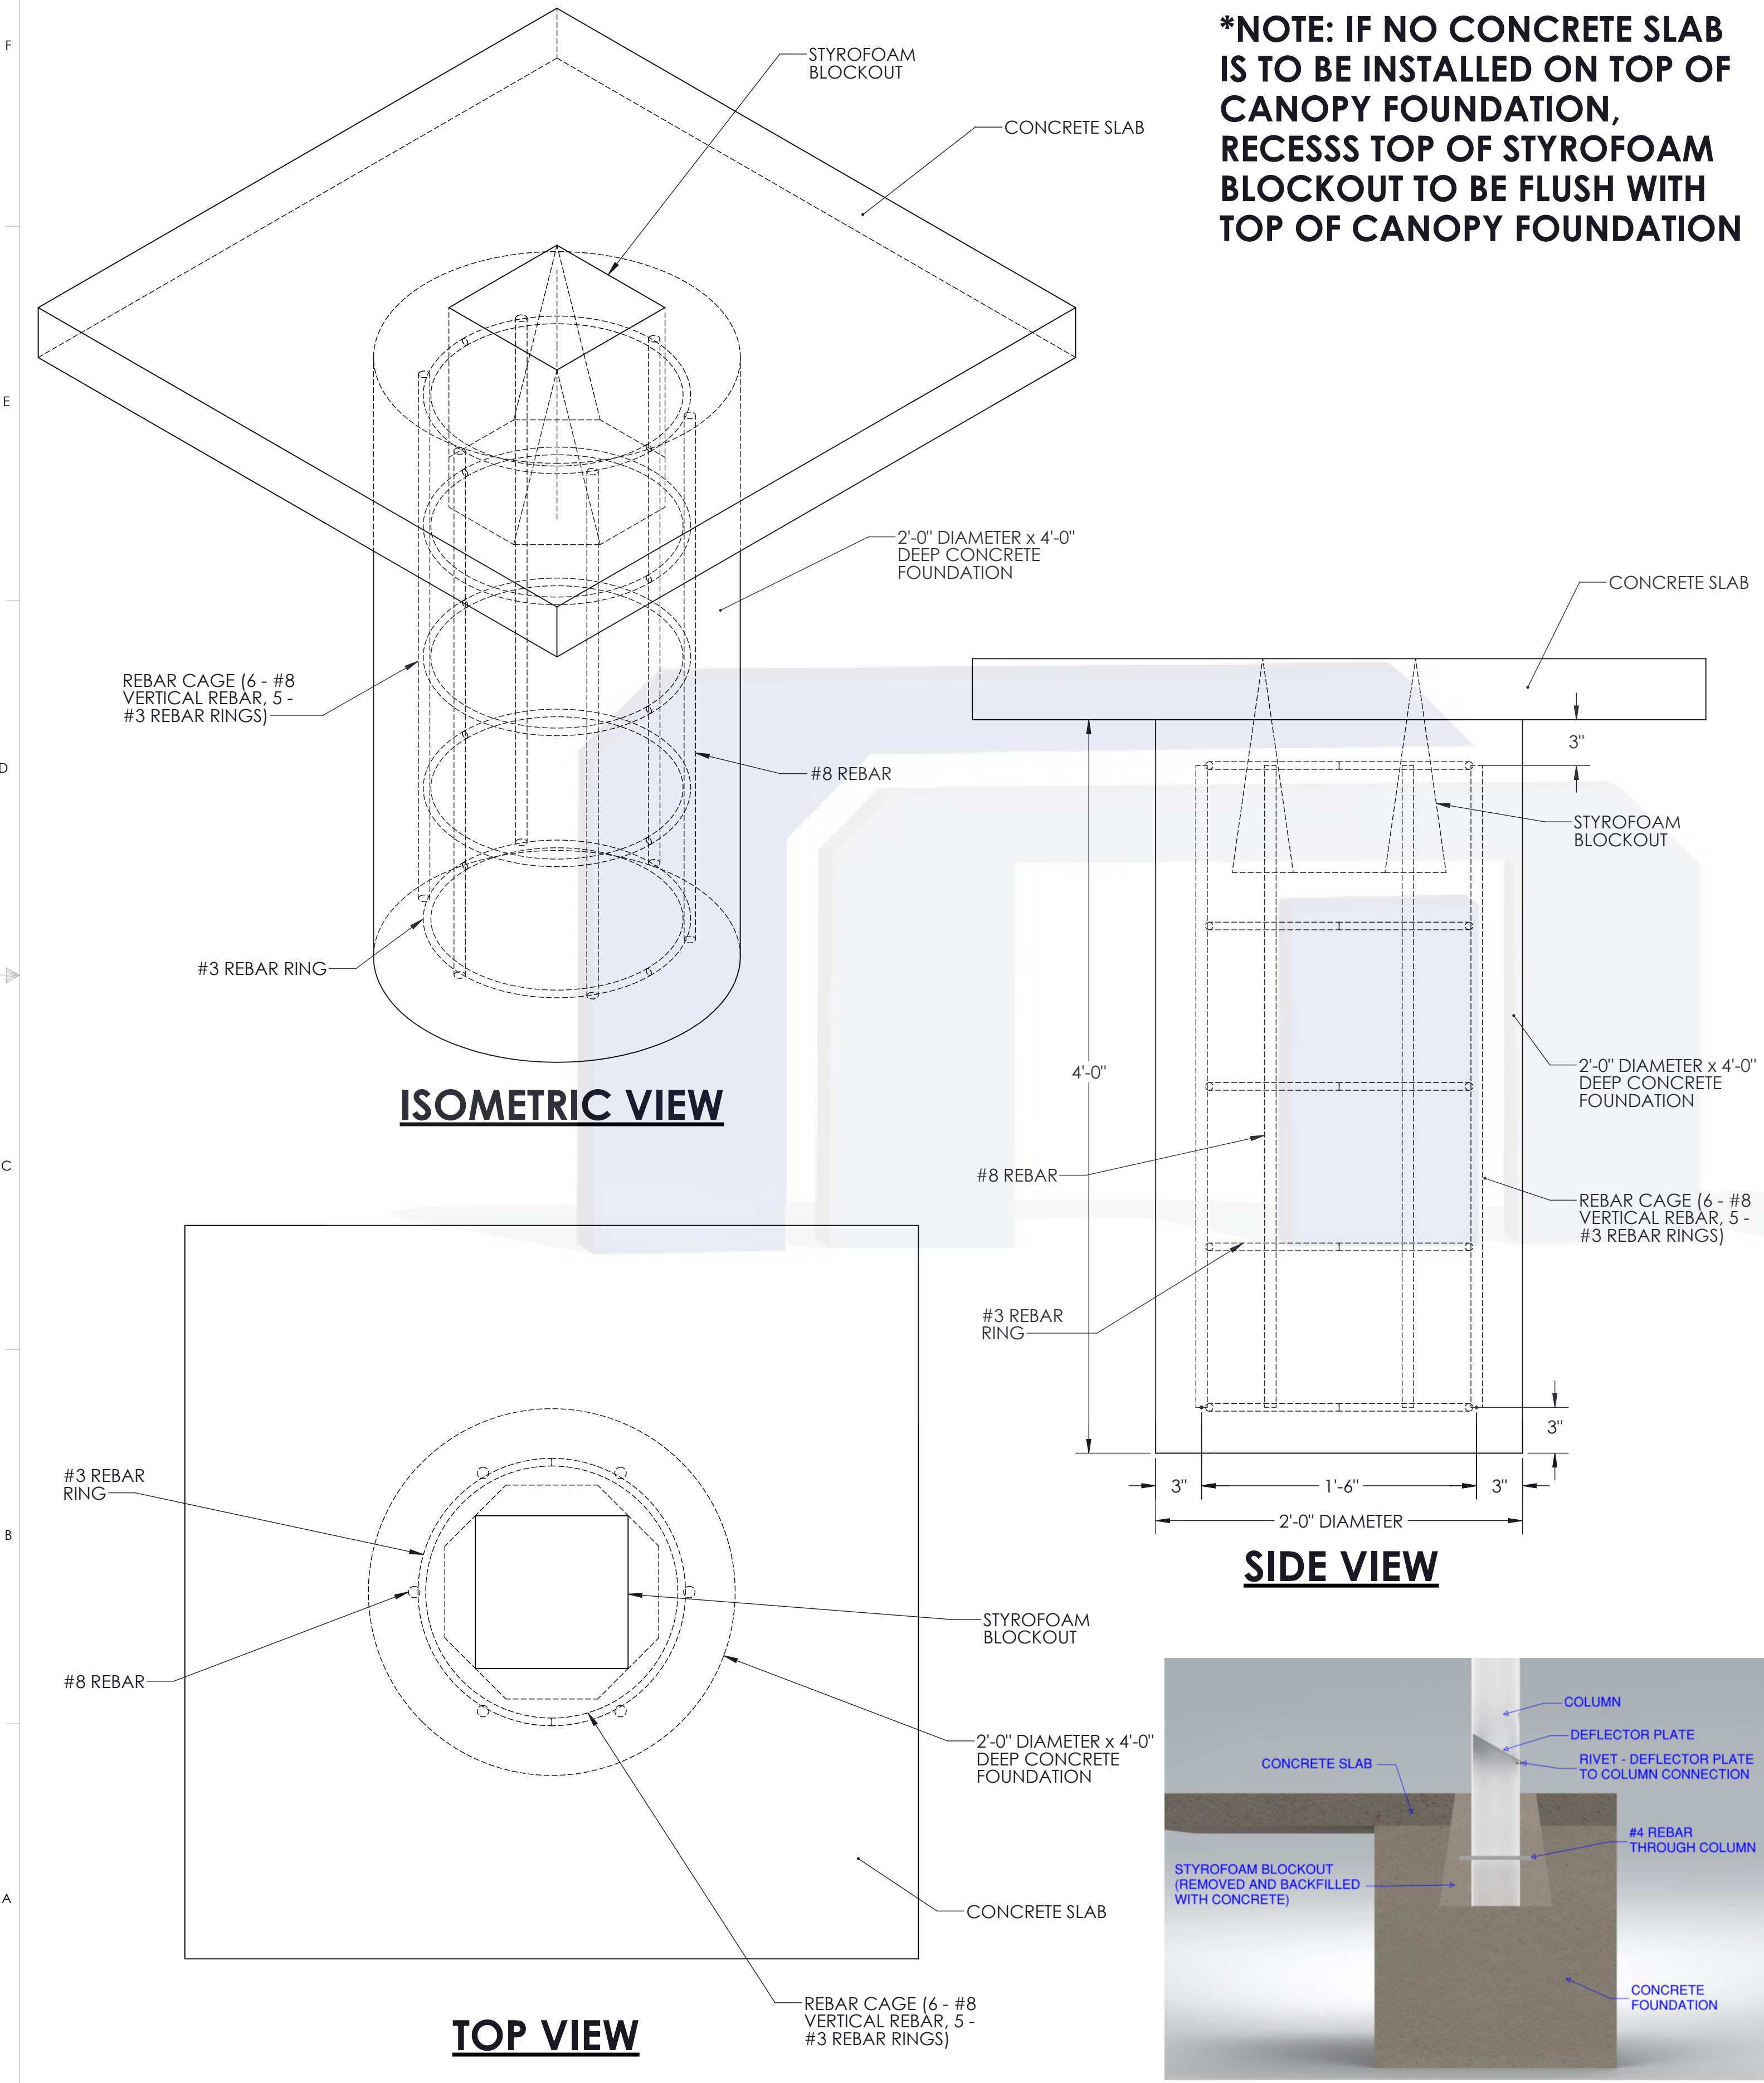 *NOTE: IF NO CONCRETE SLAB
IS TO BE INSTALLED ON TOP OF
CANOPY FOUNDATION,
RECESSS TOP OF STYROFOAM
BLOCKOUT TO BE FLUSH WITH
TOP OF CANOPY FOUNDATION
F
E
D
C
B
A
STYROFOAM
BLOCKOUT
CONCRETE SLAB
2'-0" DIAMETER x 4'-0"
DEEP CONCRETE
FOUNDATION
REBAR CAGE (6 - #8
VERTICAL REBAR, 5 -
#3 REBAR RINGS)
#8 REBAR
#3 REBAR RING
ISOMETRIC VIEW
CONCRETE SLAB
3"
STYROFOAM
BLOCKOUT
4'-0"
2'-0" DIAMETER x 4'-0"
DEEP CONCRETE
FOUNDATION
#8 REBAR
REBAR CAGE (6 - #8
VERTICAL REBAR, 5 -
#3 REBAR RINGS)
#3 REBAR
RING
3"
3"
1'-6"
3"
2'-0" DIAMETER
SIDE VIEW
#3 REBAR
RING
#8 REBAR
STYROFOAM
BLOCKOUT
2'-0" DIAMETER x 4'-0"
DEEP CONCRETE
FOUNDATION
CONCRETE SLAB
REBAR CAGE (6 - #8
VERTICAL REBAR, 5 -
#3 REBAR RINGS)
TOP VIEW
COLUMN
DEFLECTOR PLATE
RIVET - DEFLECTOR PLATE
TO COLUMN CONNECTION
CONCRETE SLAB
#4 REBAR
THROUGH COLUMN
STYROFOAM BLOCKOUT
(REMOVED AND BACKFILLED
WITH CONCRETE)
CONCRETE
FOUNDATION